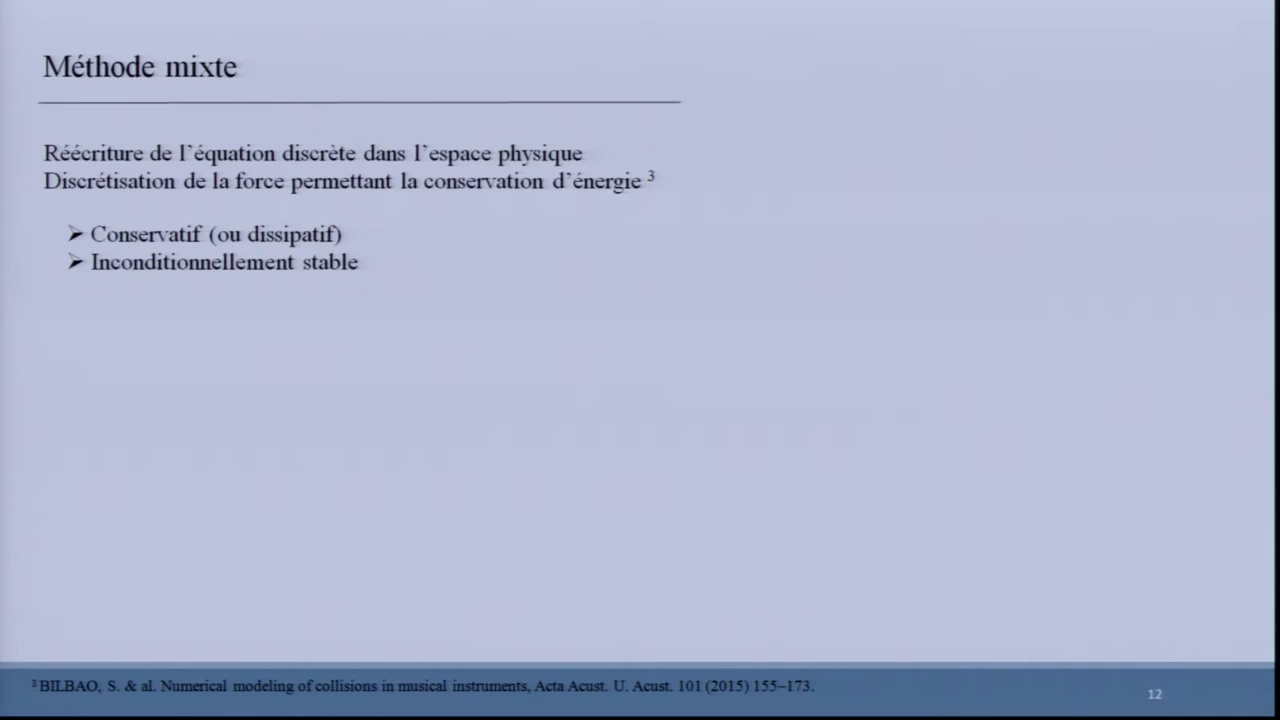 Méthode mixte
Réécriture de l'équation discrète dans l'espace physique
Discrétisation de la force permettant la conservation d'énergie ³
➢ Conservatif (ou dissipatif)
➢ Inconditionnellement stable
³ BILBAO, S. & al. Numerical modeling of collisions in musical instruments, Acta Acust. U. Acust. 101 (2015) 155–173.
12